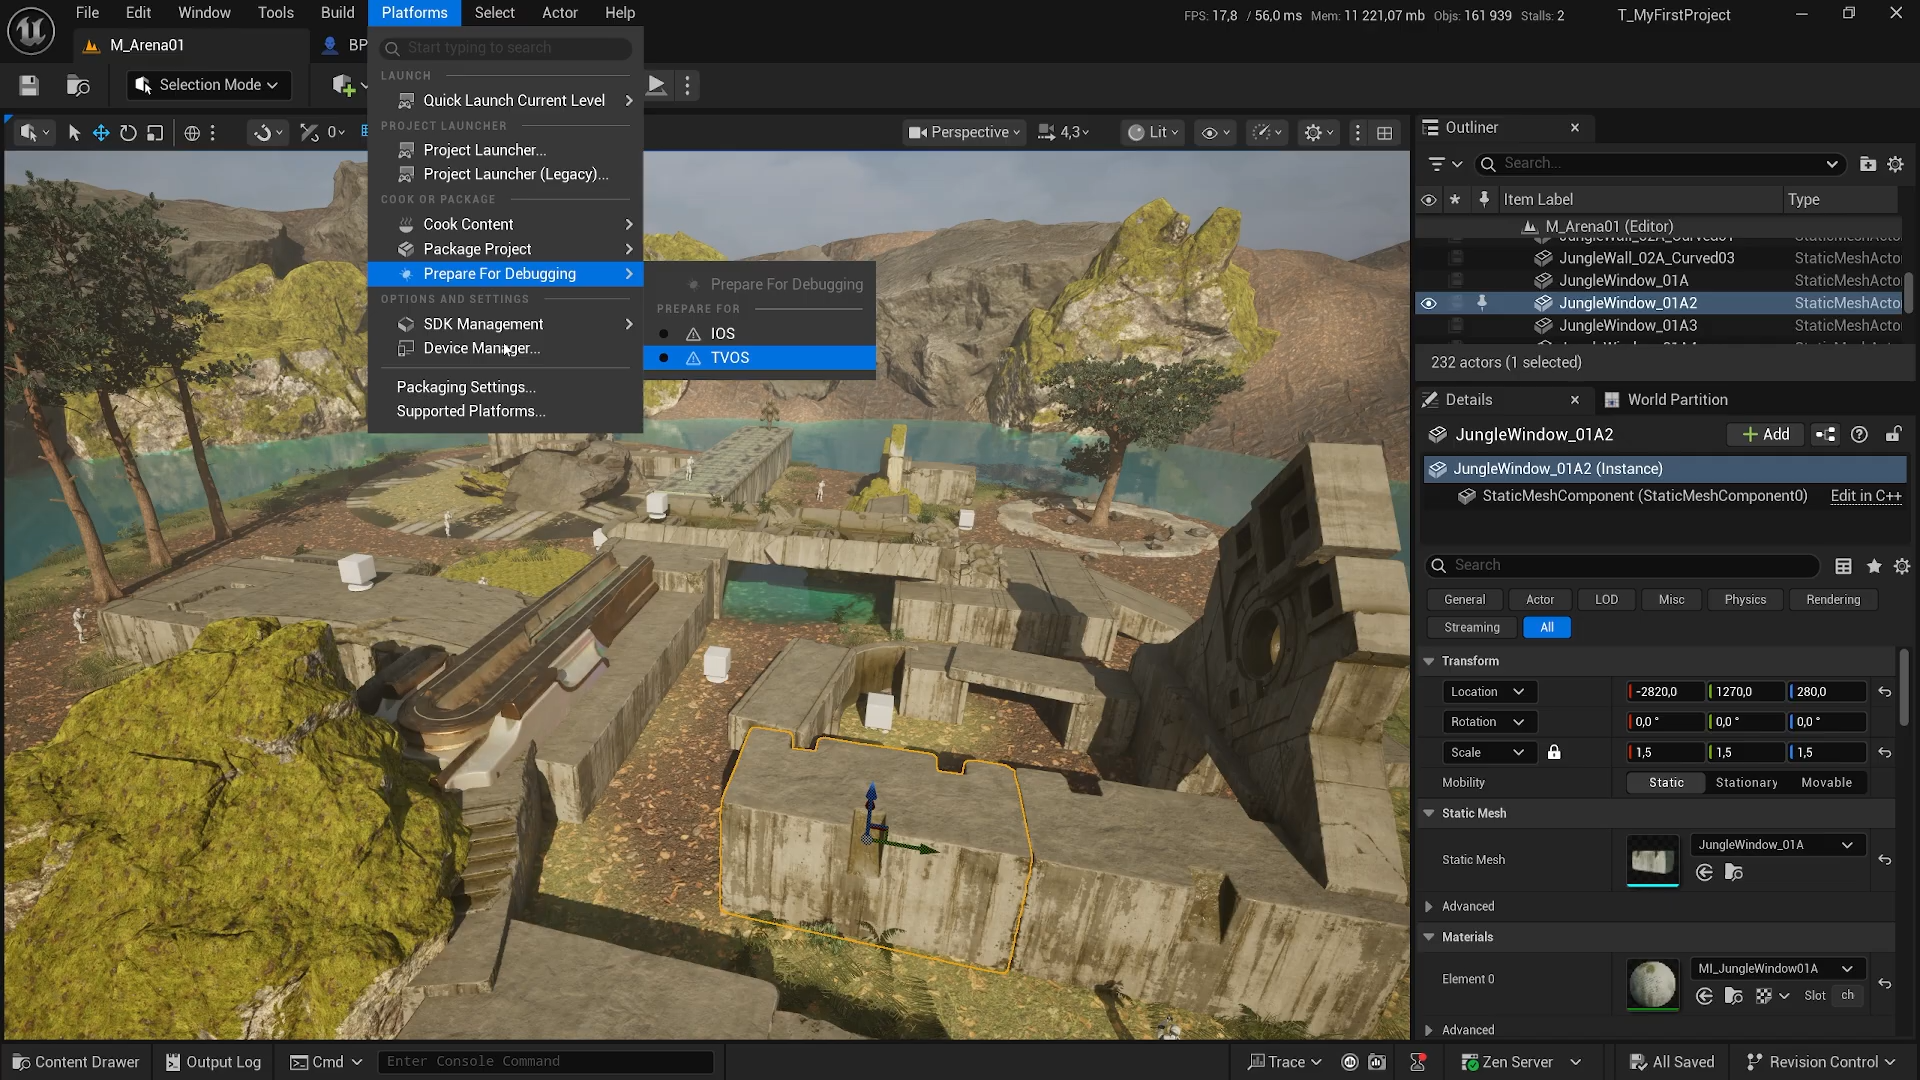 File Edit Window Tools Build Platforms Select Actor Help
FPS: 17,8 / 56,0 ms Mem: 11 221,07 mb Objs: 161 939 Stalls: 2
T_MyFirstProject
M_Arena01
BP
Selection Mode
0
Start typing to search
LAUNCH
Quick Launch Current Level
PROJECT LAUNCHER
Project Launcher...
Project Launcher (Legacy)...
COOK OR PACKAGE
Cook Content
Package Project
Prepare For Debugging
OPTIONS AND SETTINGS
SDK Management
Device Manager...
Packaging Settings...
Supported Platforms...
Prepare For Debugging
PREPARE FOR
IOS
TVOS
Perspective 4,3 Lit
Outliner
Search...
Item Label Type
M_Arena01 (Editor)
JungleWall_02A_Curved01 StaticMeshActo
JungleWall_02A_Curved03 StaticMeshActo
JungleWindow_01A StaticMeshActo
JungleWindow_01A2 StaticMeshActo
JungleWindow_01A3 StaticMeshActo
232 actors (1 selected)
Details World Partition
JungleWindow_01A2 Add
JungleWindow_01A2 (Instance)
StaticMeshComponent (StaticMeshComponent0) Edit in C++
Search
General Actor LOD Misc Physics Rendering
Streaming All
Transform
Location -2820,0 1270,0 280,0
Rotation 0,0 ° 0,0 ° 0,0 °
Scale 1,5 1,5 1,5
Mobility Static Stationary Movable
Static Mesh
Static Mesh JungleWindow_01A
Advanced
Materials
Element 0 MI_JungleWindow01A
Slot ch
Advanced
Content Drawer Output Log Cmd Enter Console Command Trace Zen Server All Saved Revision Control